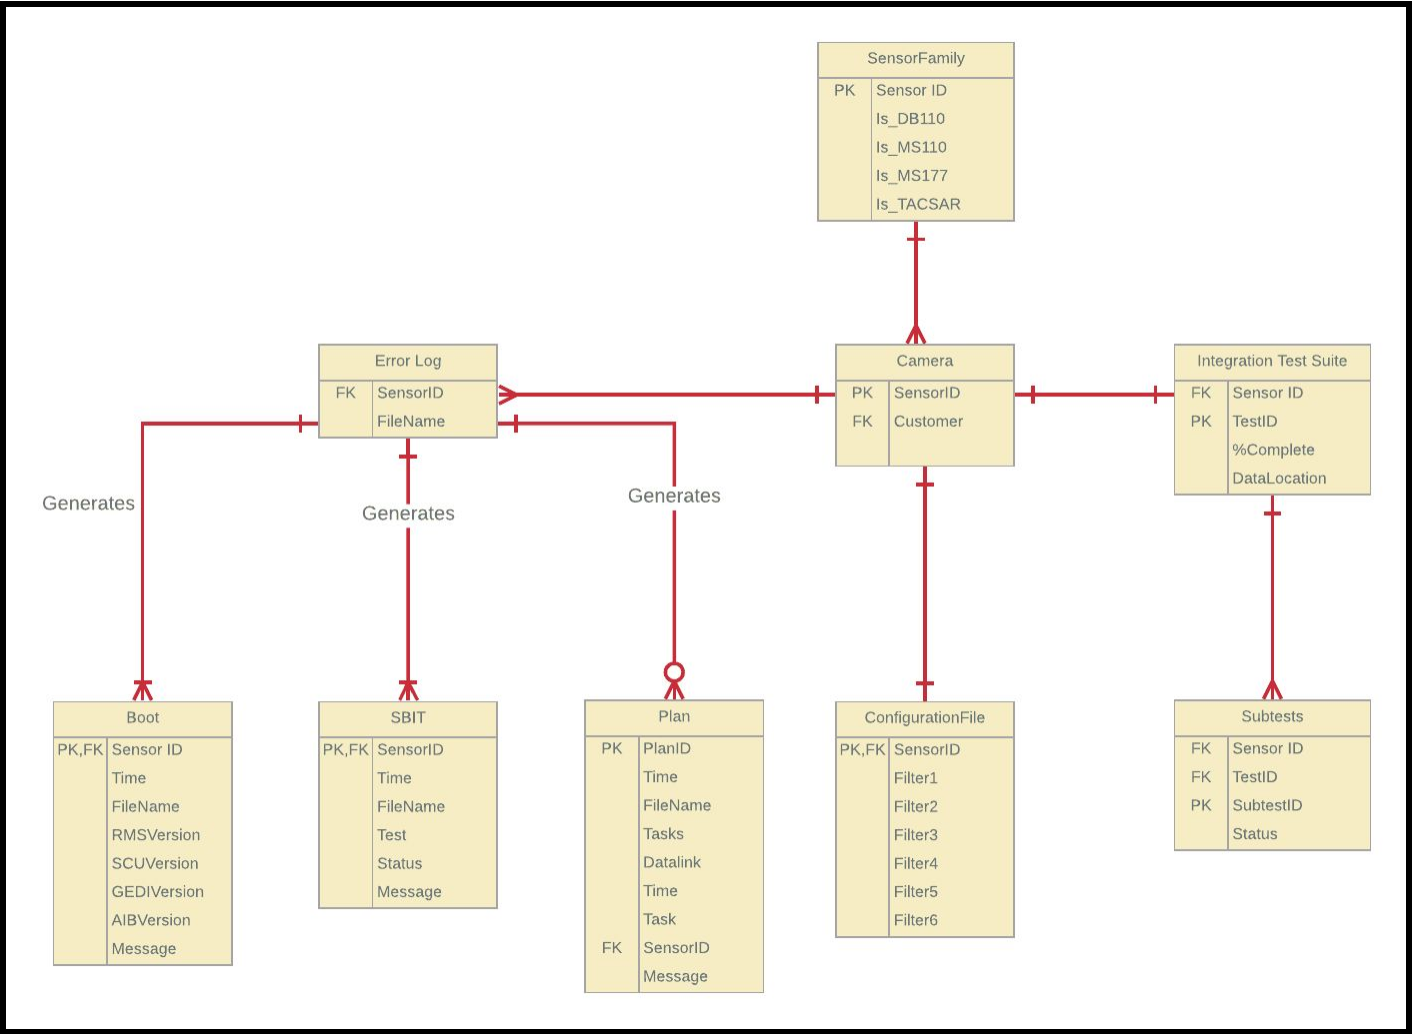 SensorFamily
PK Sensor ID
Is_DB110
Is_MS110
Is_MS177
Is_TACSAR
Error Log
FK SensorID
FileName
Camera
PK SensorID
FK Customer
Integration Test Suite
FK Sensor ID
PK TestID
%Complete
DataLocation
Generates
Generates
Generates
Boot
PK,FK Sensor ID
Time
FileName
RMSVersion
SCUVersion
GEDIVersion
AIBVersion
Message
SBIT
PK,FK SensorID
Time
FileName
Test
Status
Message
Plan
PK PlanID
Time
FileName
Tasks
Datalink
Time
Task
FK SensorID
Message
ConfigurationFile
PK,FK SensorID
Filter1
Filter2
Filter3
Filter4
Filter5
Filter6
Subtests
FK Sensor ID
FK TestID
PK SubtestID
Status